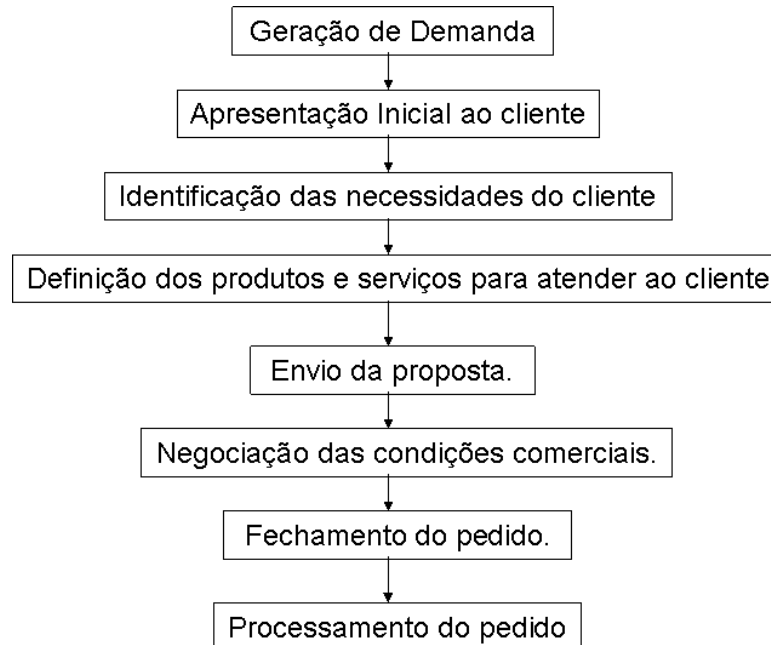 Geração de Demanda
Apresentação Inicial ao cliente
Identificação das necessidades do cliente
Definição dos produtos e serviços para atender ao cliente
Envio da proposta.
Negociação das condições comerciais.
Fechamento do pedido.
Processamento do pedido